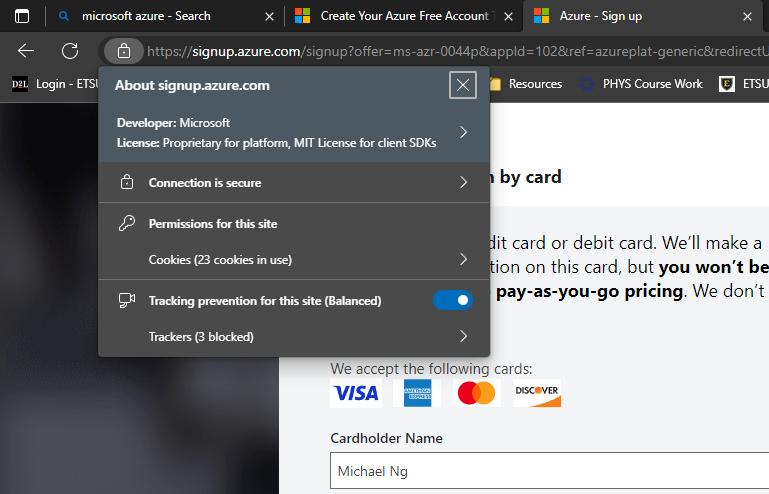 microsoft azure - Search
Create Your Azure Free Account
Azure - Sign up
https://signup.azure.com/signup?offer=ms-azr-0044p&appId=102&ref=azureplat-generic&redirectU
D2L Login - ETS
Resources
PHYS Course Work
E ETSU
About signup.azure.com
Developer: Microsoft
License: Proprietary for platform, MIT License for client SDKs
Connection is secure
Permissions for this site
Cookies (23 cookies in use)
Tracking prevention for this site (Balanced)
Trackers (3 blocked)
by card
dit card or debit card. We'll make a
tion on this card, but you won't be
pay-as-you-go pricing. We don't
We accept the following cards:
VISA AMERICAN EXPRESS MasterCard DISCOVER
Cardholder Name
Michael Ng